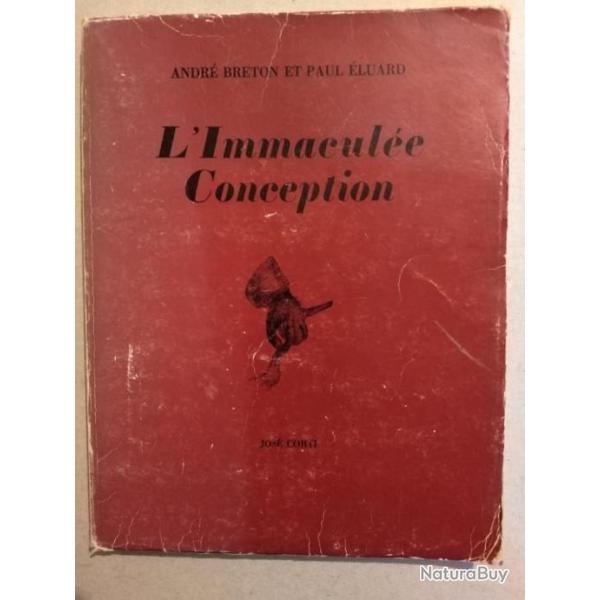 ANDRÉ BRETON ET PAUL ÉLUARD
L'Immaculée
Conception
JOSÉ CORTI
NaturaBuy